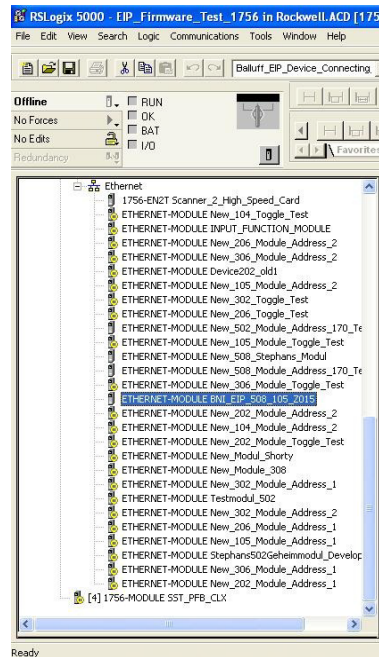 RSLogix 5000 - EIP_Firmware_Test_1756 in Rockwell.ACD [175
File Edit View Search Logic Communications Tools Window Help
Balluff_EIP_Device_Connecting
Offline
RUN
No Forces
OK
BAT
No Edits
I/O
Redundancy
Favorites
Ethernet
1756-EN2T Scanner_2_High_Speed_Card
ETHERNET-MODULE New_104_Toggle_Test
ETHERNET-MODULE INPUT_FUNCTION_MODULE
ETHERNET-MODULE New_206_Module_Address_2
ETHERNET-MODULE New_306_Module_Address_2
ETHERNET-MODULE Device202_old1
ETHERNET-MODULE New_105_Module_Address_2
ETHERNET-MODULE New_302_Toggle_Test
ETHERNET-MODULE New_206_Toggle_Test
ETHERNET-MODULE New_502_Module_Address_170_Te
ETHERNET-MODULE New_105_Module_Toggle_Test
ETHERNET-MODULE New_508_Stephans_Modul
ETHERNET-MODULE New_508_Module_Address_170_Te
ETHERNET-MODULE New_306_Module_Toggle_Test
ETHERNET-MODULE BNI_EIP_508_105_Z015
ETHERNET-MODULE New_202_Module_Address_2
ETHERNET-MODULE New_104_Module_Address_2
ETHERNET-MODULE New_202_Module_Toggle_Test
ETHERNET-MODULE New_Modul_Shorty
ETHERNET-MODULE New_Module_308
ETHERNET-MODULE New_302_Module_Address_1
ETHERNET-MODULE Testmodul_502
ETHERNET-MODULE New_302_Module_Address_2
ETHERNET-MODULE New_206_Module_Address_1
ETHERNET-MODULE New_105_Module_Address_1
ETHERNET-MODULE Stephans502Geheimmodul_Develop
ETHERNET-MODULE New_306_Module_Address_1
ETHERNET-MODULE New_202_Module_Address_1
[4] 1756-MODULE SST_PFB_CLX
Ready